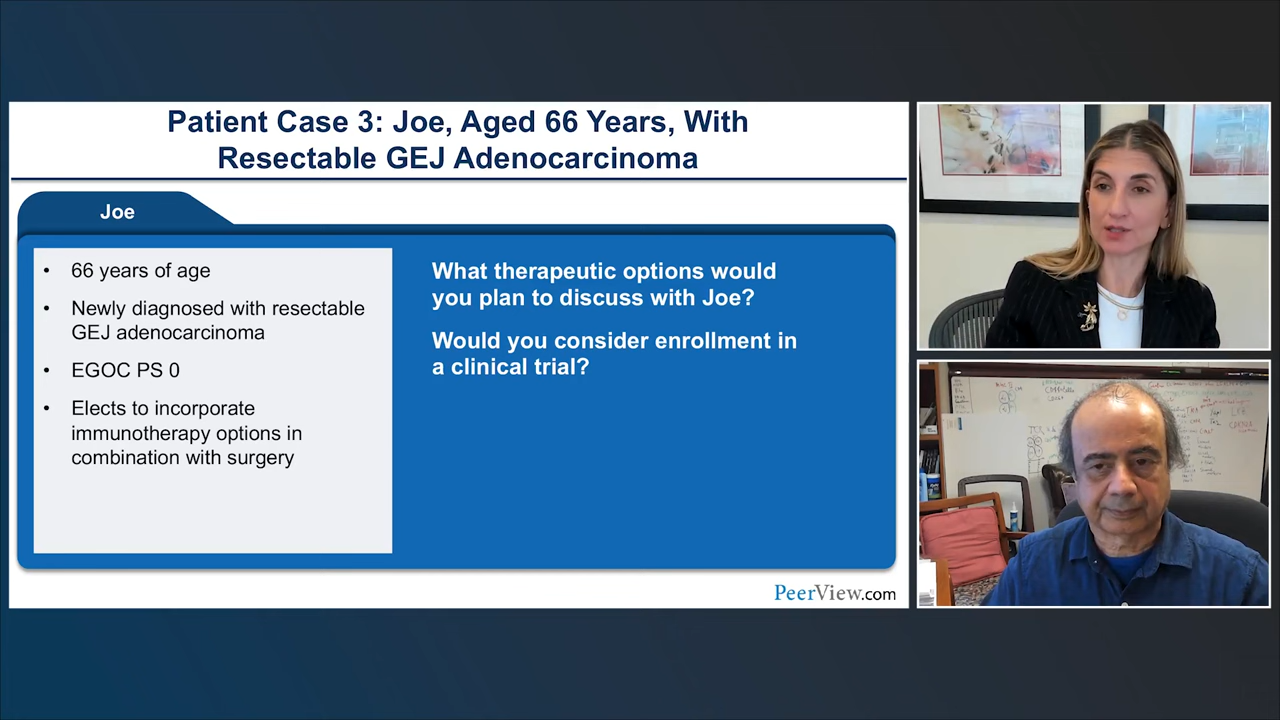 Patient Case 3: Joe, Aged 66 Years, With
Resectable GEJ Adenocarcinoma
Joe
• 66 years of age
• Newly diagnosed with resectable
GEJ adenocarcinoma
• EGOC PS 0
• Elects to incorporate
immunotherapy options in
combination with surgery
What therapeutic options would
you plan to discuss with Joe?
Would you consider enrollment in
a clinical trial?
PeerView.com